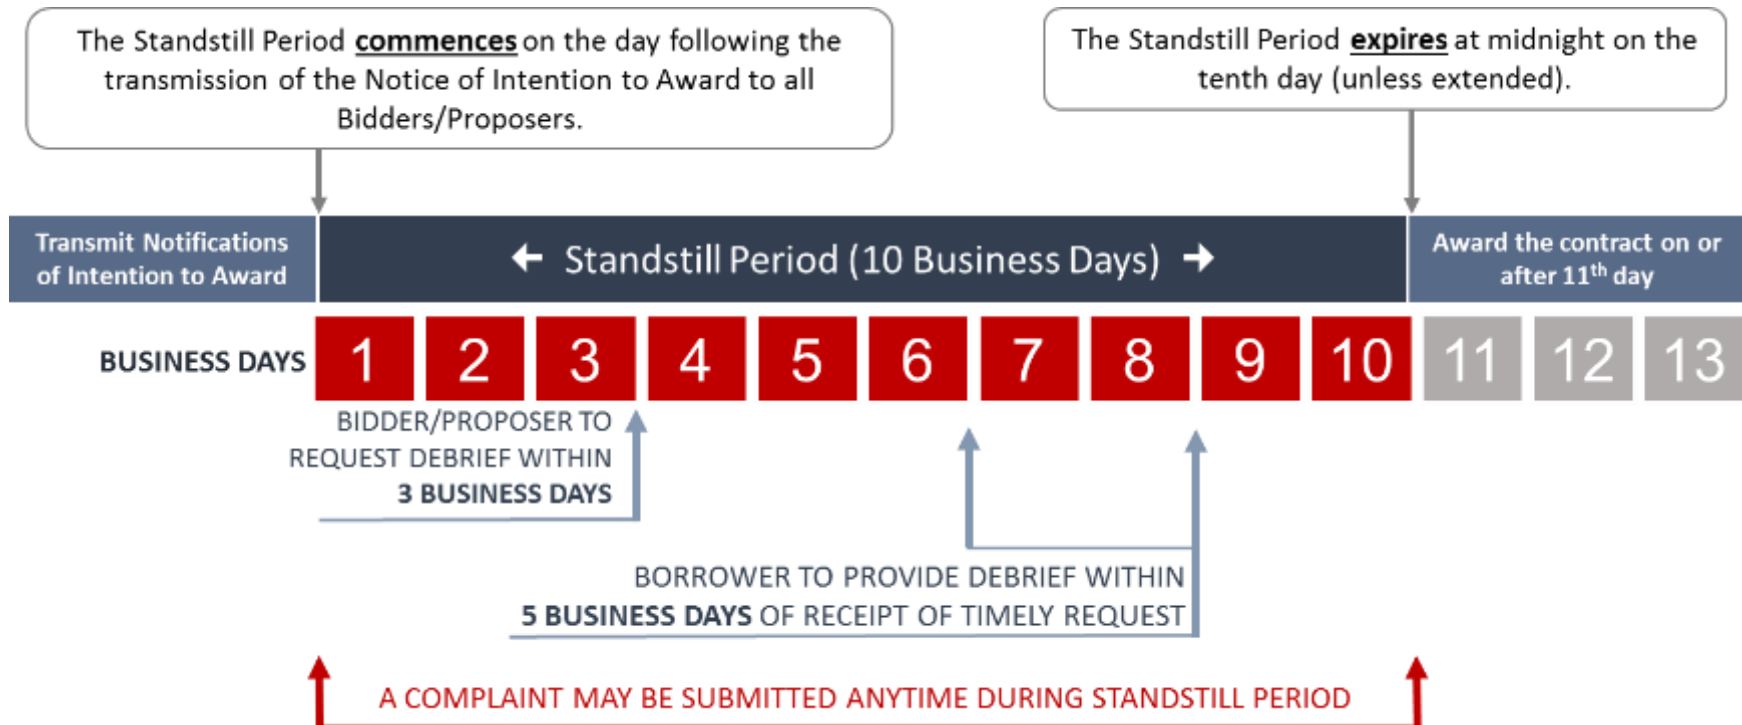 The Standstill Period commences on the day following the
transmission of the Notice of Intention to Award to all
Bidders/Proposers.
The Standstill Period expires at midnight on the
tenth day (unless extended).
Transmit Notifications
of Intention to Award
← Standstill Period (10 Business Days) →
Award the contract on or
after 11th day
BUSINESS DAYS 1 2 3 4 5 6 7 8 9 10 11 12 13
BIDDER/PROPOSER TO
REQUEST DEBRIEF WITHIN
3 BUSINESS DAYS
BORROWER TO PROVIDE DEBRIEF WITHIN
5 BUSINESS DAYS OF RECEIPT OF TIMELY REQUEST
A COMPLAINT MAY BE SUBMITTED ANYTIME DURING STANDSTILL PERIOD